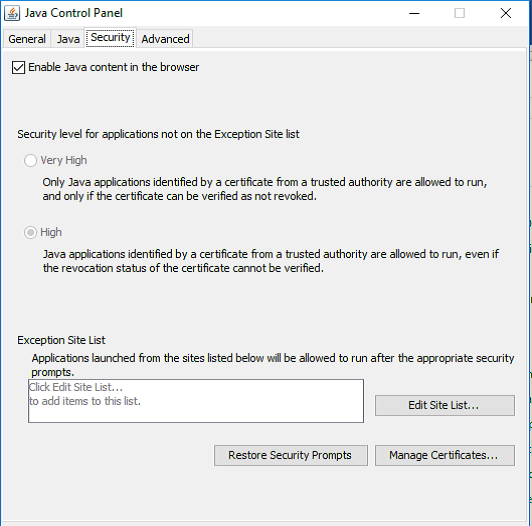 Java Control Panel
General Java Security Advanced
Enable Java content in the browser
Security level for applications not on the Exception Site list
Very High
Only Java applications identified by a certificate from a trusted authority are allowed to run,
and only if the certificate can be verified as not revoked.
High
Java applications identified by a certificate from a trusted authority are allowed to run, even if
the revocation status of the certificate cannot be verified.
Exception Site List
Applications launched from the sites listed below will be allowed to run after the appropriate security
prompts.
Click Edit Site List...
to add items to this list.
Edit Site List...
Restore Security Prompts
Manage Certificates...